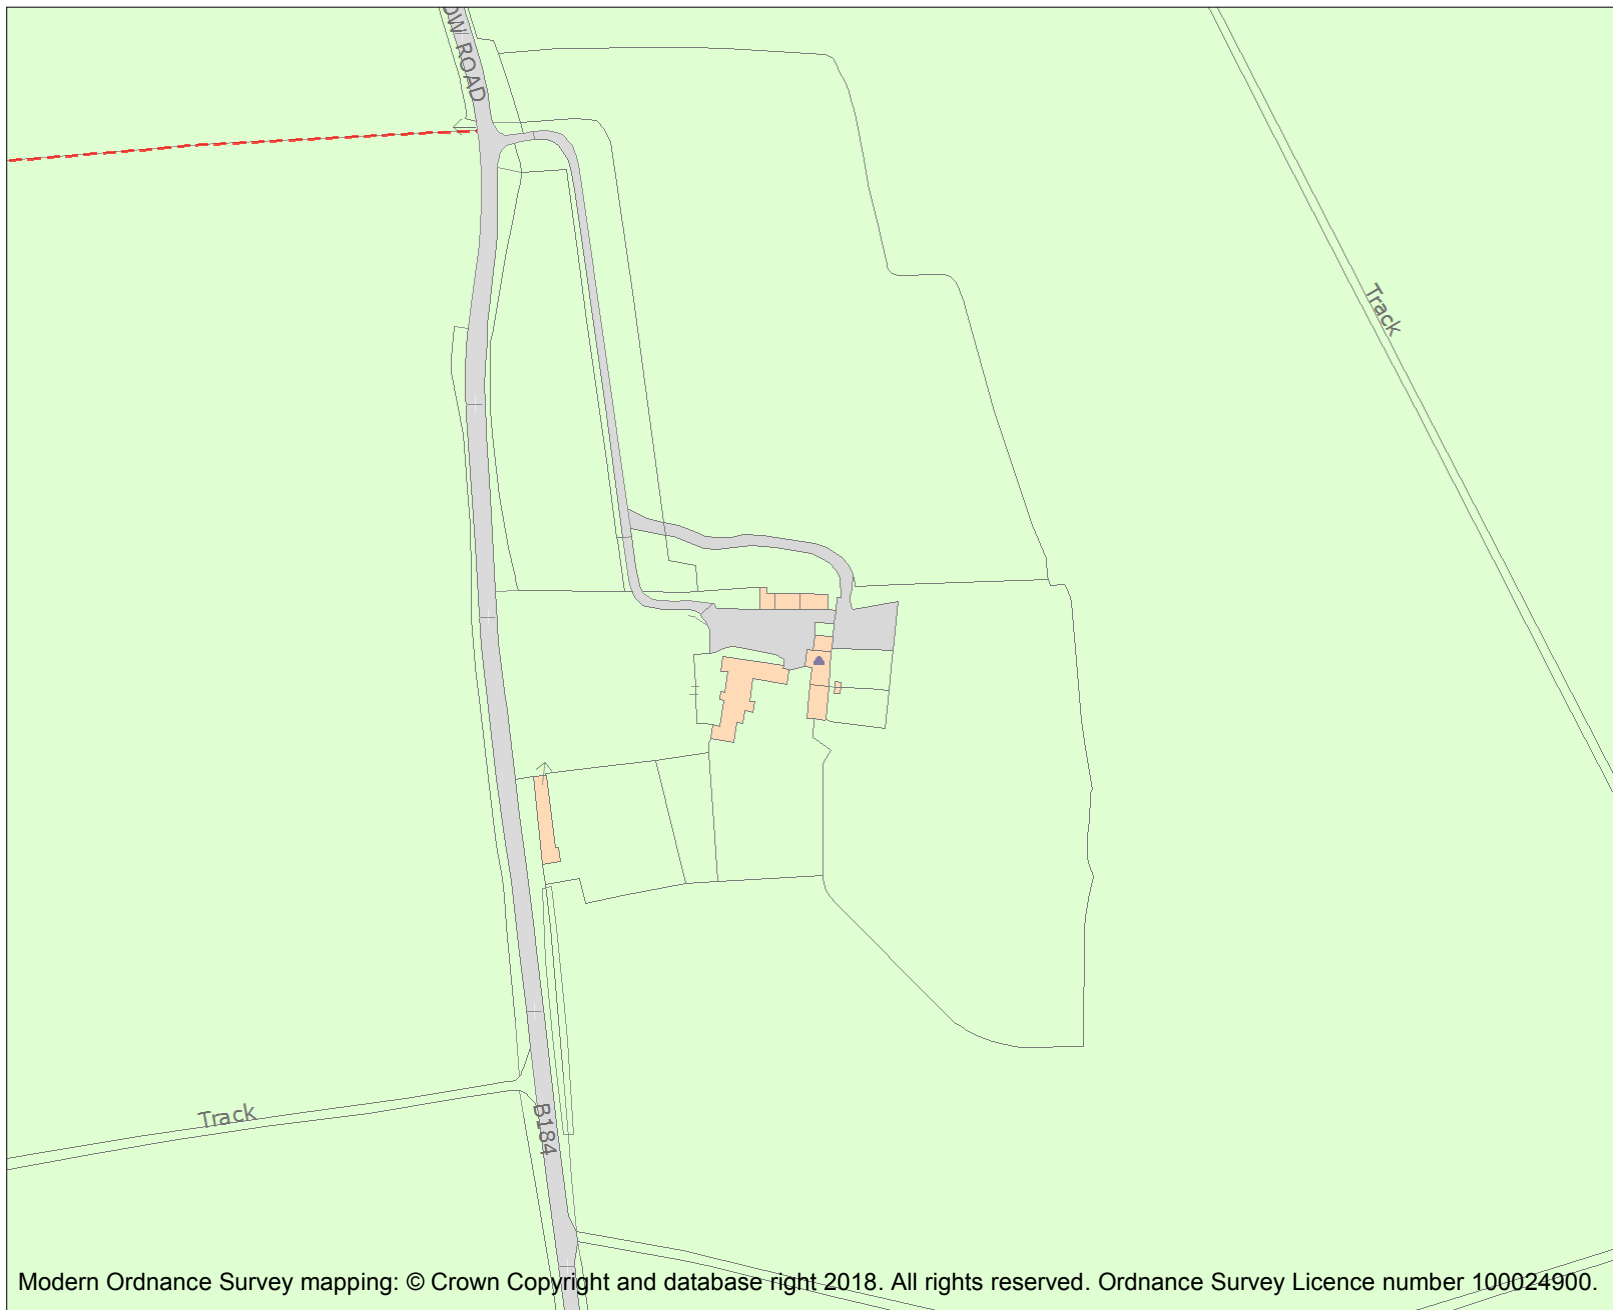 OW ROAD
Track
Track
B184
Modern Ordnance Survey mapping: © Crown Copyright and database right 2018. All rights reserved. Ordnance Survey Licence number 100024900.